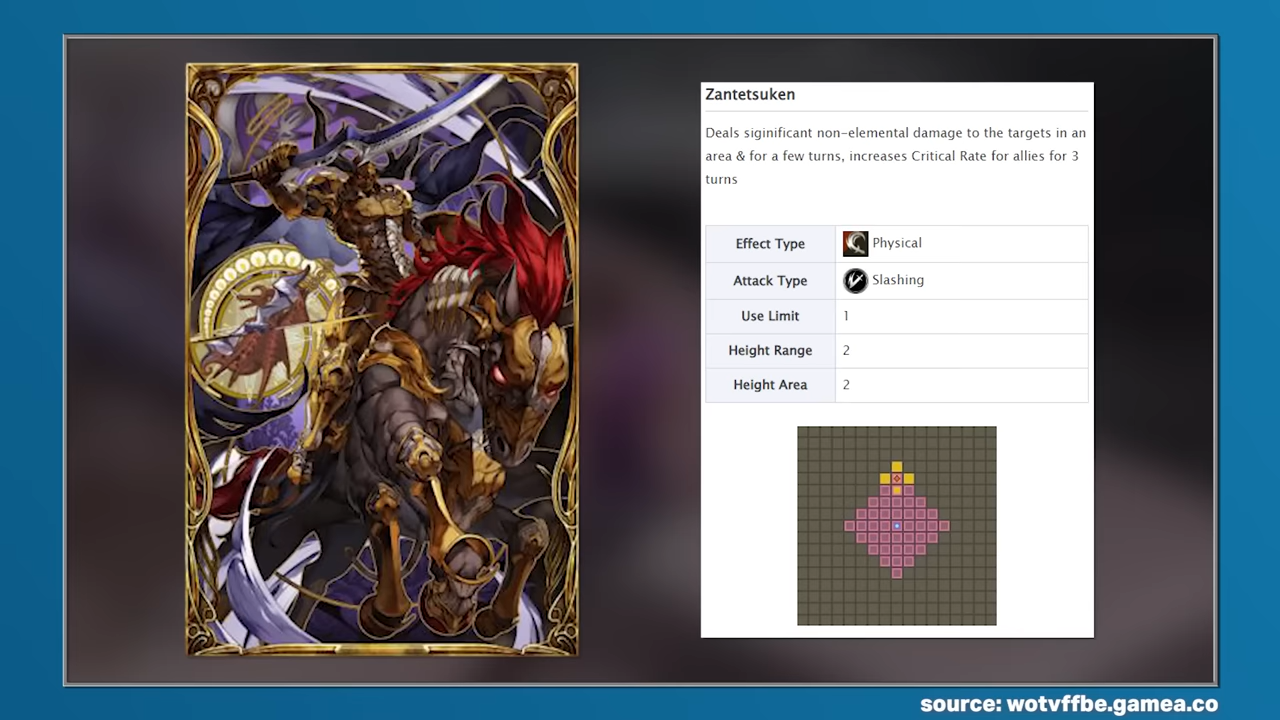 Zantetsuken
Deals siginificant non-elemental damage to the targets in an
area & for a few turns, increases Critical Rate for allies for 3
turns
Effect Type Physical
Attack Type Slashing
Use Limit 1
Height Range 2
Height Area 2
source: wotvffbe.gamea.co